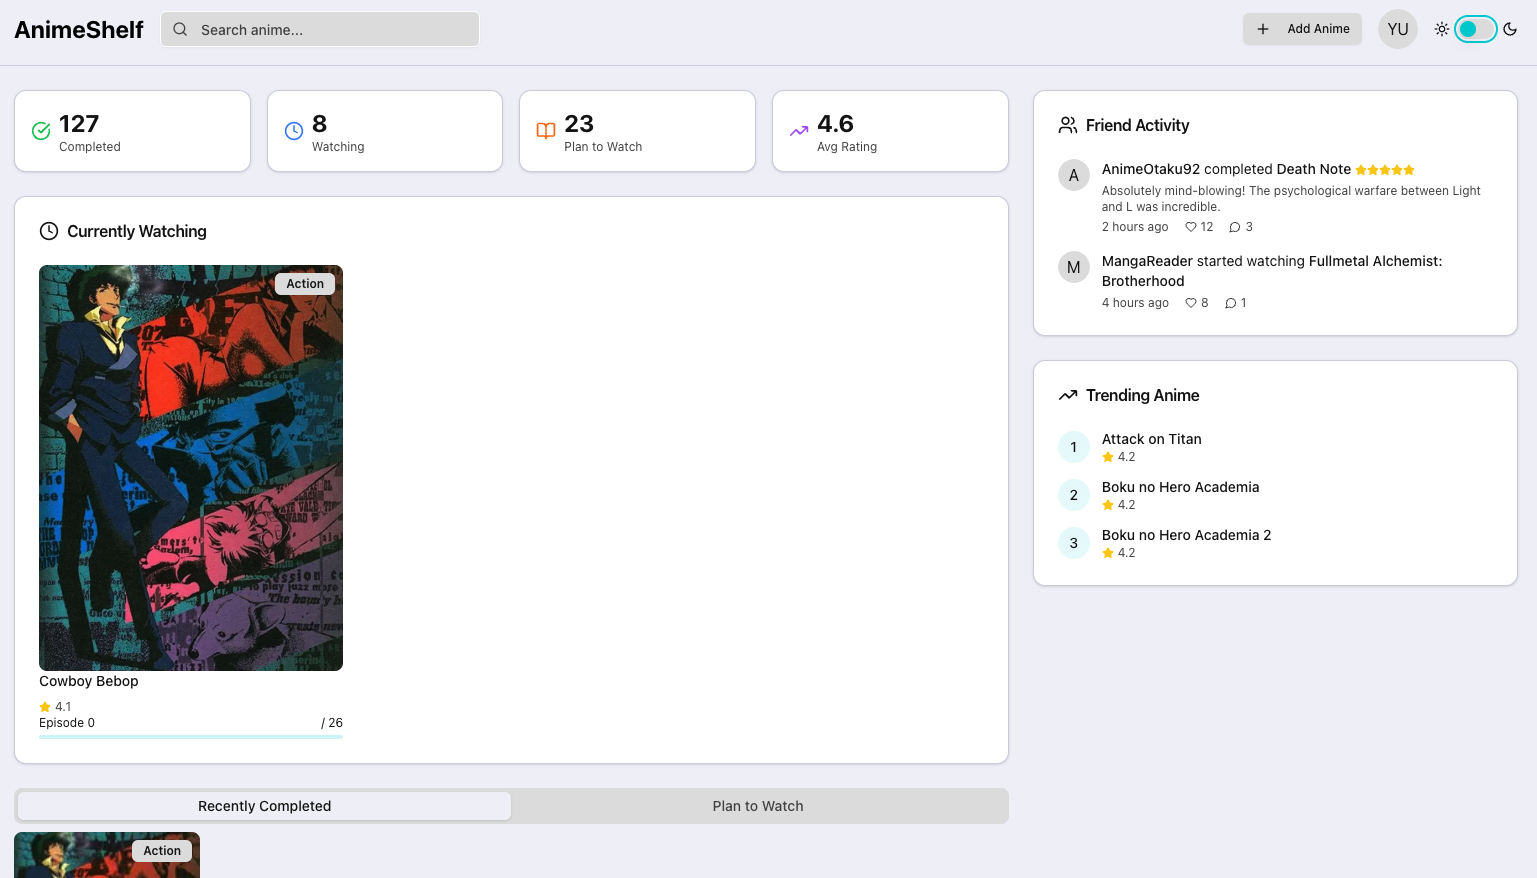 AnimeShelf
Search anime...
Add Anime
YU
127
Completed
8
Watching
23
Plan to Watch
4.6
Avg Rating
Currently Watching
Action
Cowboy Bebop
4.1
Episode 0
/ 26
Recently Completed
Plan to Watch
Action
Friend Activity
A
AnimeOtaku92 completed Death Note
Absolutely mind-blowing! The psychological warfare between Light
and L was incredible.
2 hours ago 12 3
M
MangaReader started watching Fullmetal Alchemist:
Brotherhood
4 hours ago 8 1
Trending Anime
1
Attack on Titan
4.2
2
Boku no Hero Academia
4.2
3
Boku no Hero Academia 2
4.2